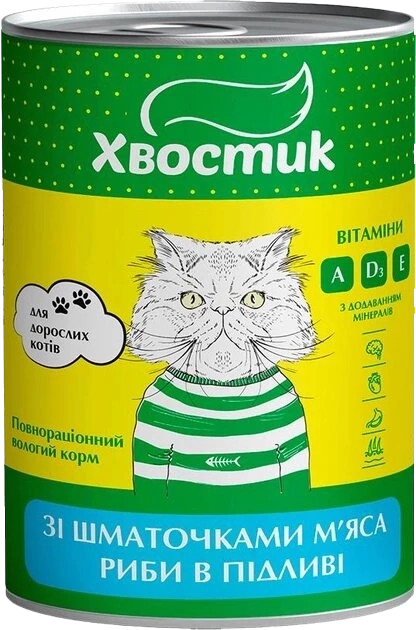 Хвостик
ВІТАМІНИ
A D3 E
З ДОДАВАННЯМ
МІНЕРАЛІВ
для
дорослих
котів
Повнораціонний
вологий корм
ЗІ ШМАТОЧКАМИ М'ЯСА
РИБИ В ПІДЛИВІ